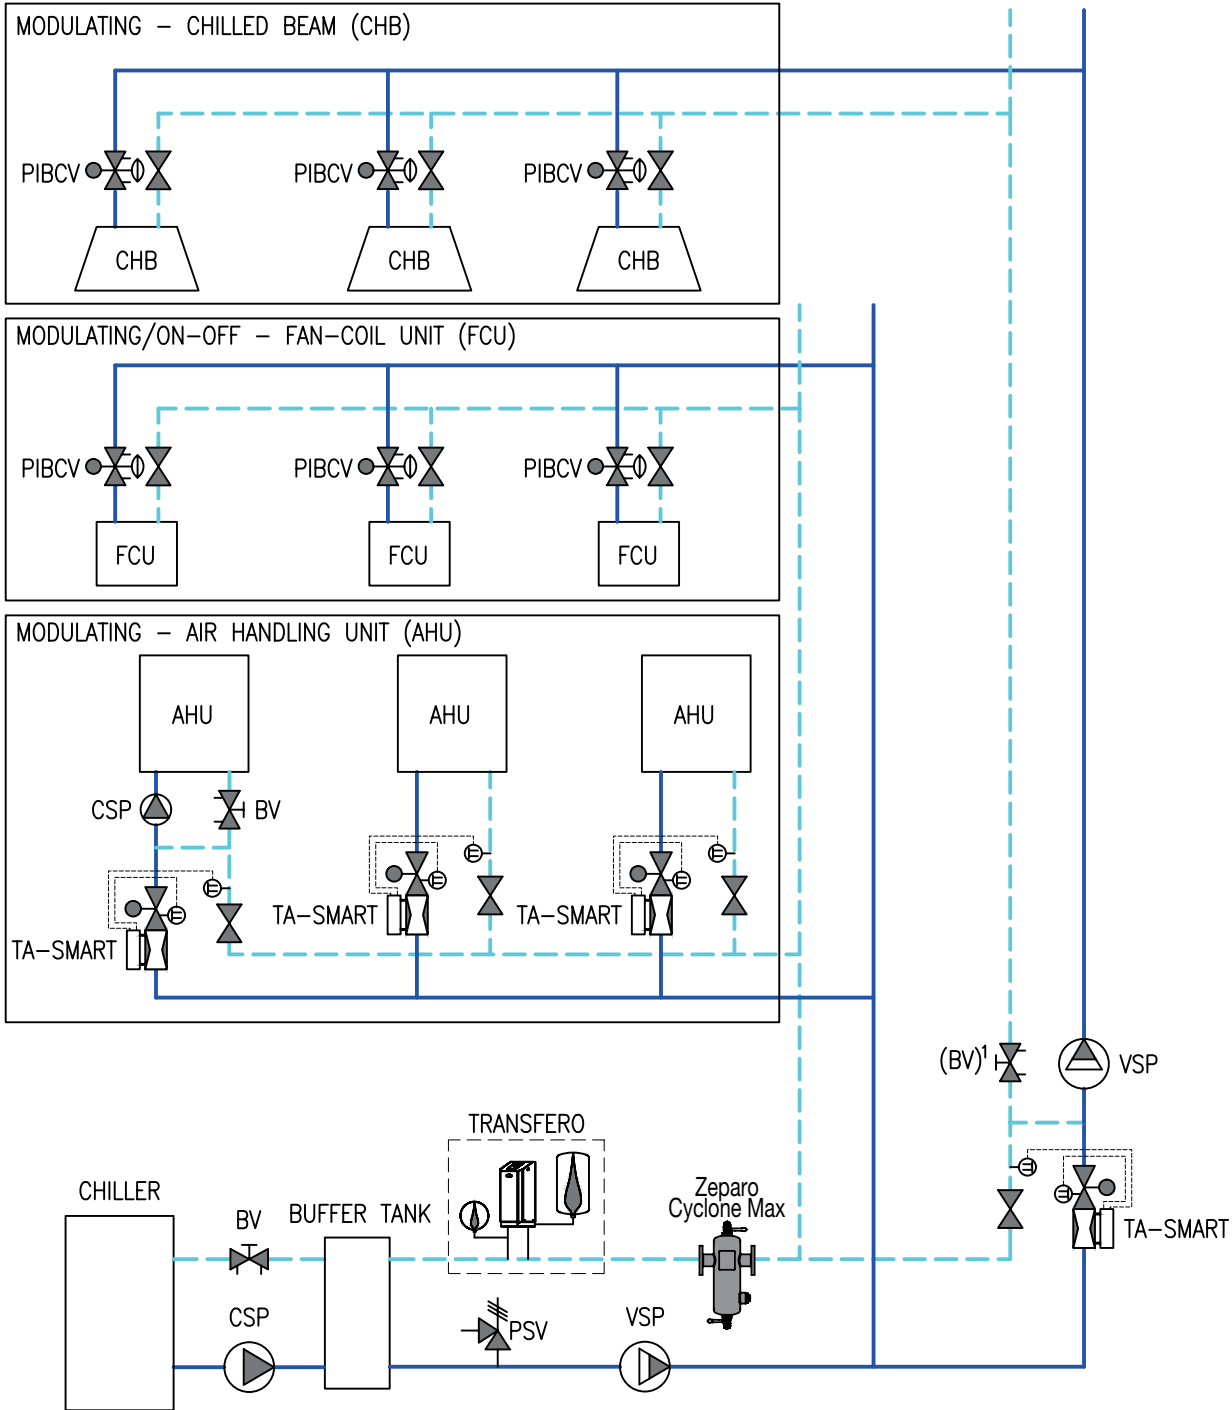 MODULATING – CHILLED BEAM (CHB)
PIBCV
PIBCV
PIBCV
CHB
CHB
CHB
MODULATING/ON–OFF – FAN–COIL UNIT (FCU)
PIBCV
PIBCV
PIBCV
FCU
FCU
FCU
MODULATING – AIR HANDLING UNIT (AHU)
AHU
AHU
AHU
CSP
BV
TA–SMART
TA–SMART
TA–SMART
(BV)¹
VSP
TRANSFERO
CHILLER
BV
BUFFER TANK
Zeparo
Cyclone Max
TA–SMART
CSP
PSV
VSP